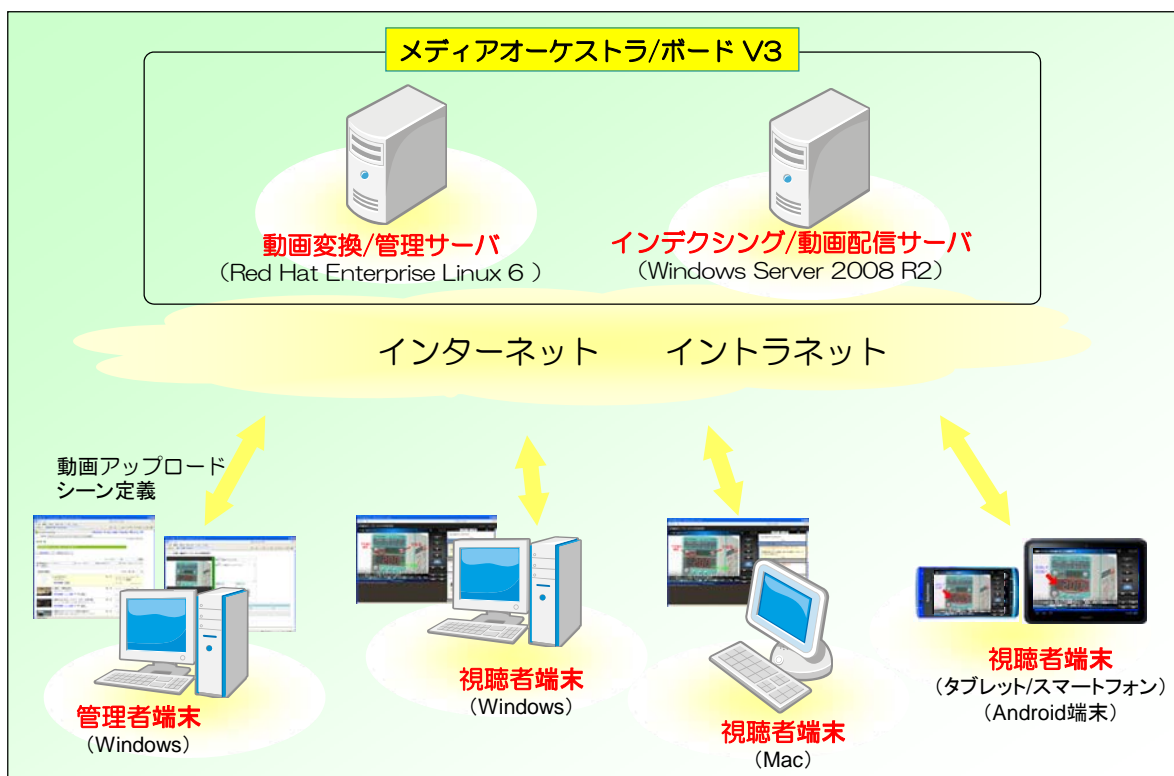 メディアオーケストラ/ボード V3
動画変換/管理サーバ
（Red Hat Enterprise Linux 6 ）
インデクシング/動画配信サーバ
（Windows Server 2008 R2）
インターネット イントラネット
動画アップロード
シーン定義
管理者端末
（Windows）
視聴者端末
（Windows）
視聴者端末
（Mac）
視聴者端末
（タブレット/スマートフォン）
（Android端末）